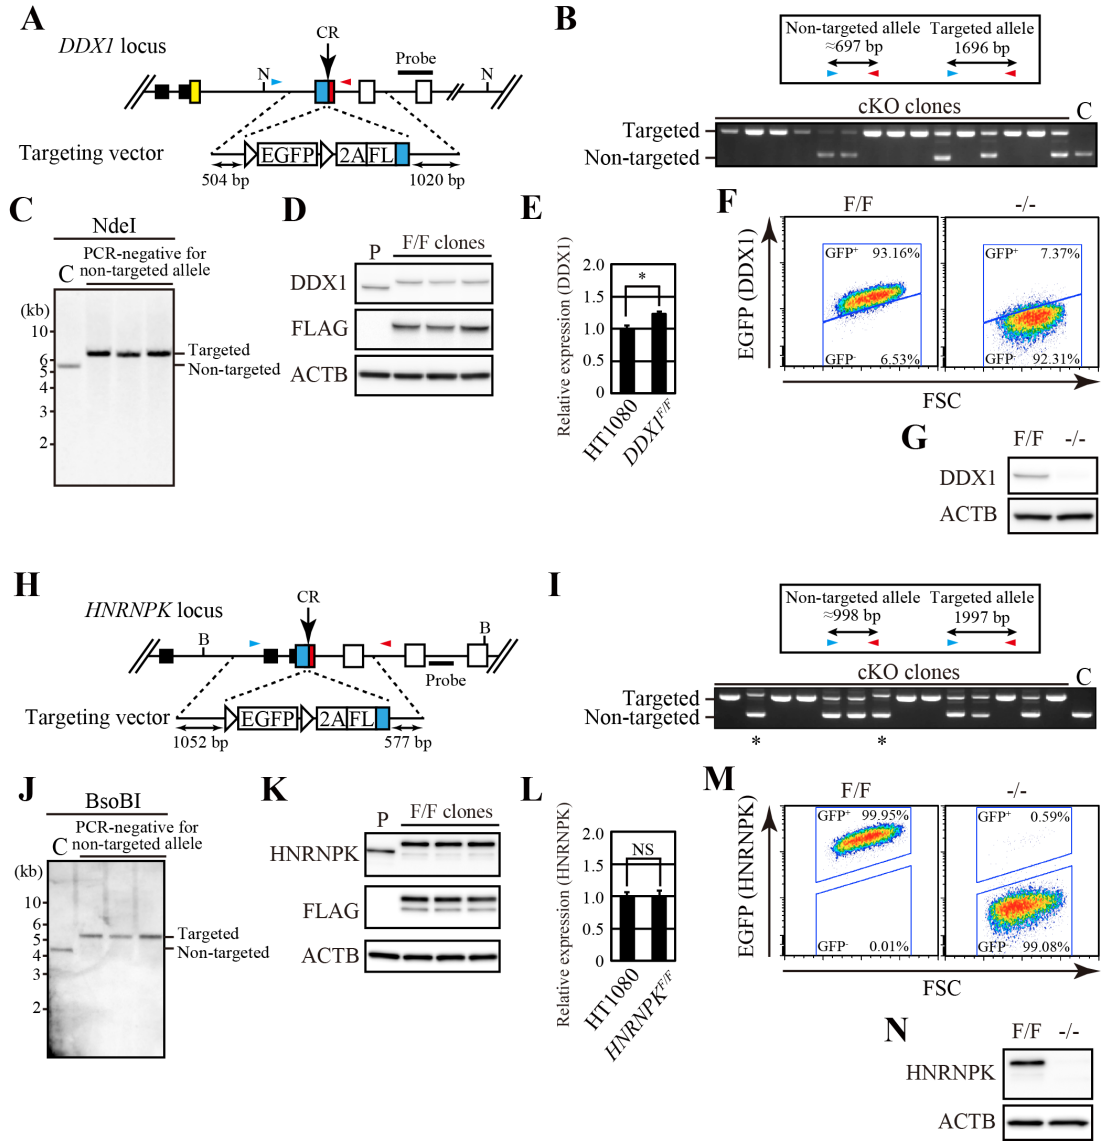 A
DDX1 locus
CR
Probe
N
N
Targeting vector
EGFP
2A
FL
504 bp
1020 bp
B
Non-targeted allele
≈697 bp
Targeted allele
1696 bp
cKO clones
C
Targeted
Non-targeted
C
NdeI
PCR-negative for
non-targeted allele
C
(kb)
10
6
5
4
3
2
Targeted
Non-targeted
D
P
F/F clones
DDX1
FLAG
ACTB
E
Relative expression (DDX1)
2.0
1.5
1.0
0.5
0
*
HT1080
DDX1F/F
F
F/F
-/-
EGFP (DDX1)
GFP+ 93.16%
GFP- 6.53%
GFP+ 7.37%
GFP- 92.31%
FSC
G
F/F -/-
DDX1
ACTB
H
HNRNPK locus
CR
B
B
Probe
Targeting vector
EGFP
2A
FL
1052 bp
577 bp
I
Non-targeted allele
≈998 bp
Targeted allele
1997 bp
cKO clones
C
Targeted
Non-targeted
*
*
J
BsoBI
PCR-negative for
non-targeted allele
C
(kb)
10
6
5
4
3
2
Targeted
Non-targeted
K
P
F/F clones
HNRNPK
FLAG
ACTB
L
Relative expression (HNRNPK)
2.0
1.5
1.0
0.5
0
NS
HT1080
HNRNPKF/F
M
F/F
-/-
EGFP (HNRNPK)
GFP+ 99.95%
GFP- 0.01%
GFP+ 0.59%
GFP- 99.08%
FSC
N
F/F -/-
HNRNPK
ACTB